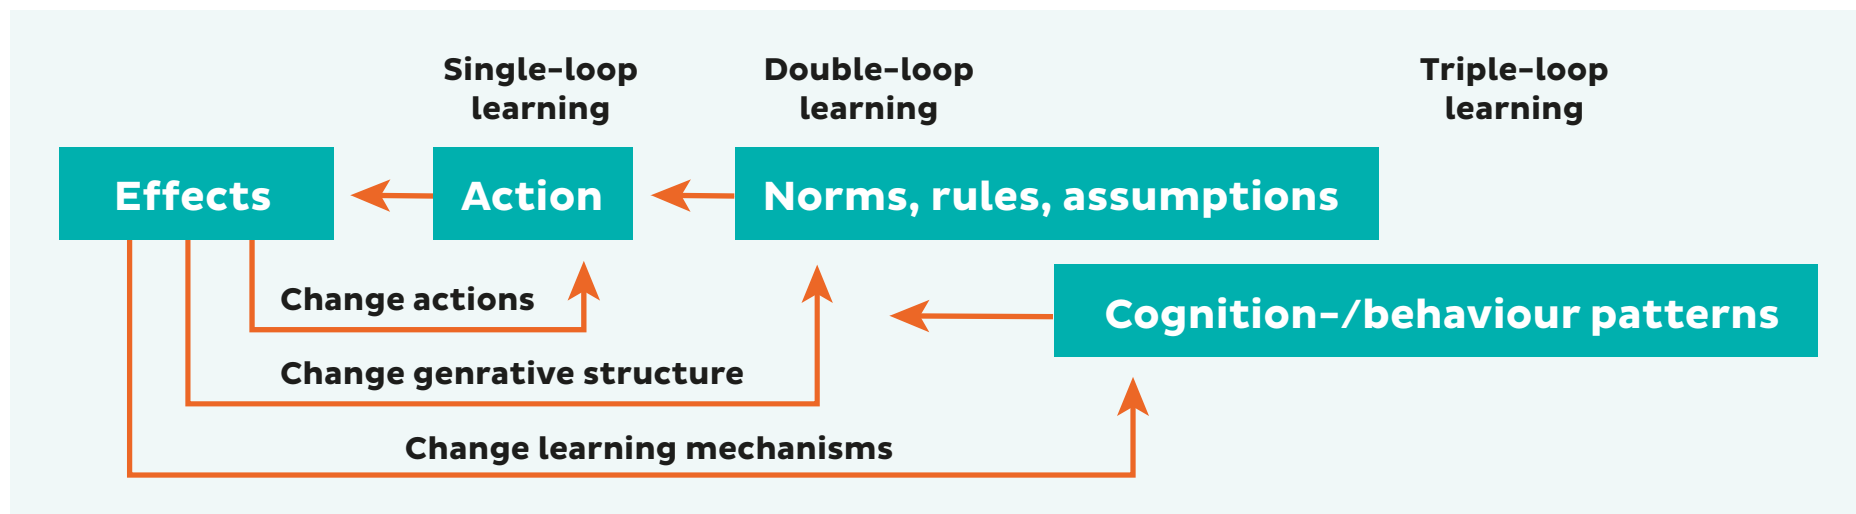 Single-loop
learning
Double-loop
learning
Triple-loop
learning
Effects
Action
Norms, rules, assumptions
Cognition-/behaviour patterns
Change actions
Change genrative structure
Change learning mechanisms